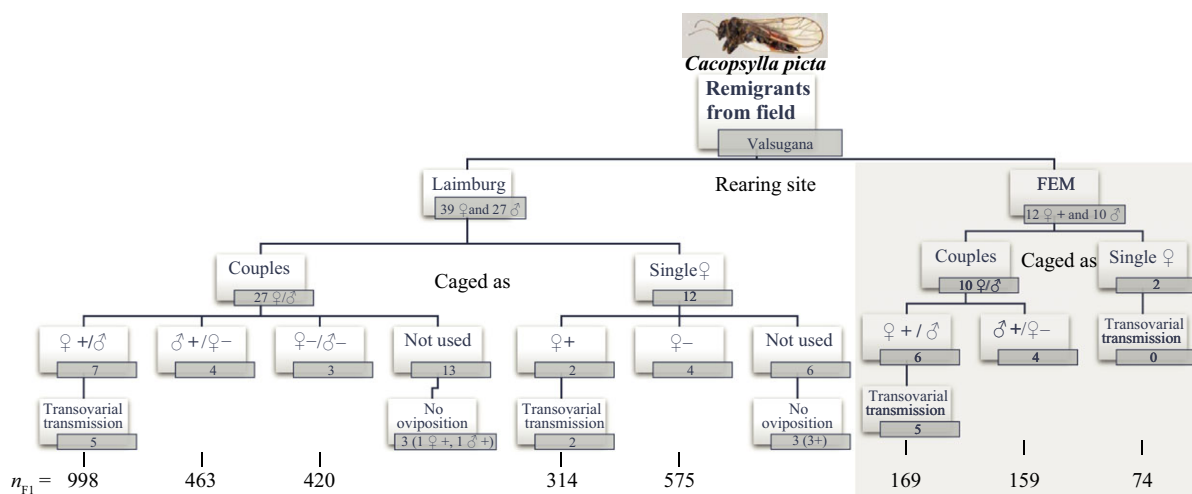 Cacopsylla picta
Remigrants
from field
Valsugana
Rearing site
Laimburg
39 ♀and 27 ♂
FEM
12 ♀ + and 10 ♂
Couples
27 ♀/♂
Caged as
Single♀
12
Couples
10 ♀/♂
Caged as
Single ♀
2
♀ +/♂
7
♂ +/♀−
4
♀−/♂−
3
Not used
13
♀+
2
♀−
4
Not used
6
♀ + / ♂
6
♂ +/♀−
4
Transovarial
transmission
0
Transovarial
transmission
5
No
oviposition
3 (1 ♀ +, 1 ♂ +)
Transovarial
transmission
2
No
oviposition
3 (3+)
Transovarial
transmission
5
nF1 = 998 463 420 314 575 169 159 74